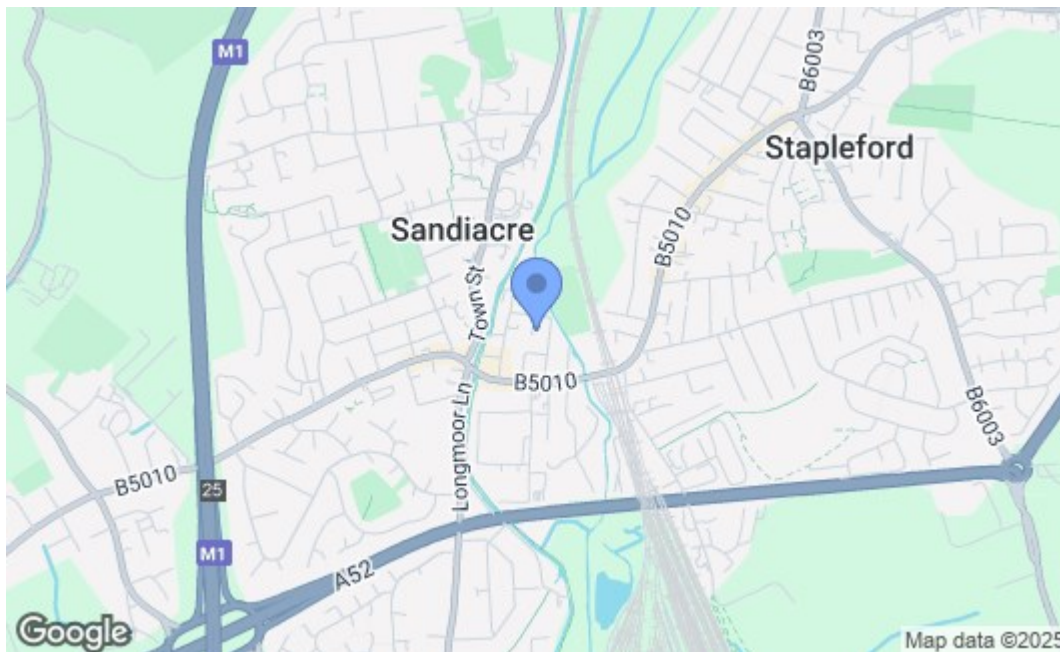 M1
B6003
Stapleford
Sandiacre
B5010
Town St
B5010
Longmoor Ln
B6003
B5010
25
M1
A52
Google
Map data ©2025